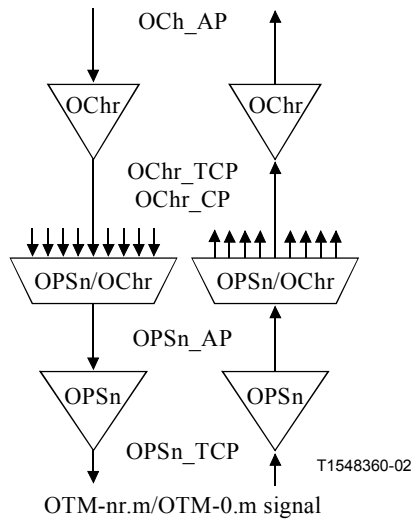 OCh_AP
OChr OChr
OChr_TCP
OChr_CP
OPSn/OChr OPSn/OChr
OPSn_AP
OPSn OPSn
OPSn_TCP
T1548360-02
OTM-nr.m/OTM-0.m signal